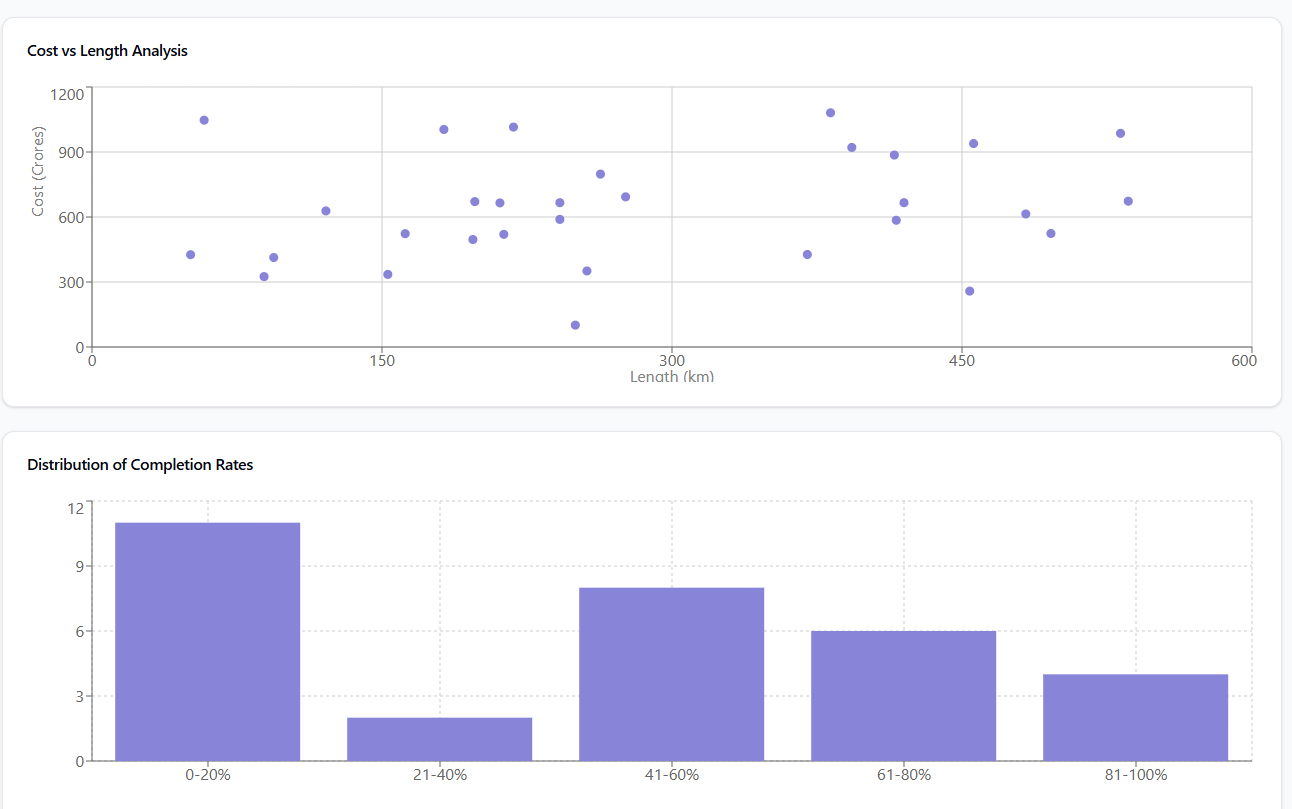 Cost vs Length Analysis
1200
900
600
300
0
Cost (Crores)
0 150 300 450 600
Length (km)
Distribution of Completion Rates
12
9
6
3
0
0-20% 21-40% 41-60% 61-80% 81-100%